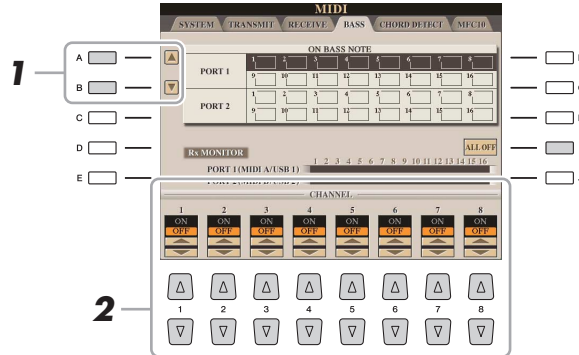 MIDI
SYSTEM TRANSMIT RECEIVE BASS CHORD DETECT MFC10
ON BASS NOTE
PORT 1
1 2 3 4 5 6 7 8
9 10 11 12 13 14 15 16
PORT 2
1 2 3 4 5 6 7 8
9 10 11 12 13 14 15 16
A
B
C
D
E
1
ALL OFF
Rx MONITOR
1 2 3 4 5 6 7 8 9 10 11 12 13 14 15 16
PORT 1 (MIDI A/USB 1)
PORT 2 (MIDI B/USB 2)
CHANNEL
1 2 3 4 5 6 7 8
ON ON ON ON ON ON ON ON
OFF OFF OFF OFF OFF OFF OFF OFF
2
1 2 3 4 5 6 7 8